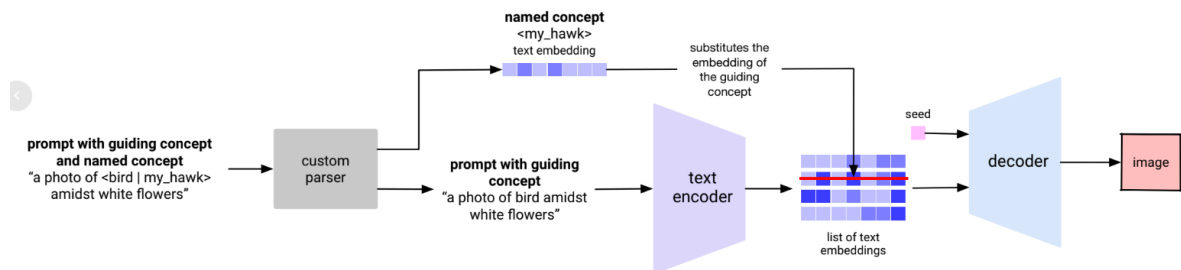 named concept
<my_hawk>
text embedding
substitutes the
embedding of
the guiding
concept
seed
prompt with guiding concept
and named concept
“a photo of <bird | my_hawk>
amidst white flowers”
custom
parser
prompt with guiding
concept
“a photo of bird amidst
white flowers”
text
encoder
list of text
embeddings
decoder
image